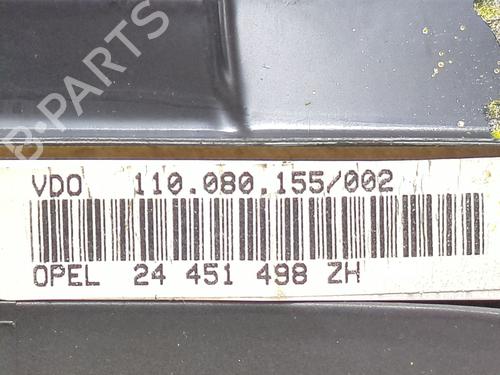 B-PARTS
VDO 110.080.155/002
OPEL 24 451 498 ZH